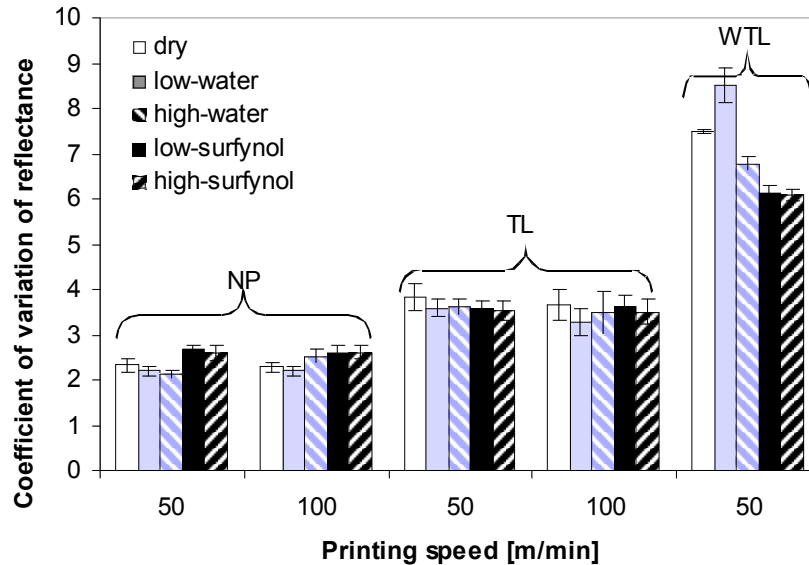 Coefficient of variation of reflectance
10
9
8
7
6
5
4
3
2
1
0
dry
low-water
high-water
low-surfynol
high-surfynol
NP
TL
WTL
50 100 50 100 50
Printing speed [m/min]